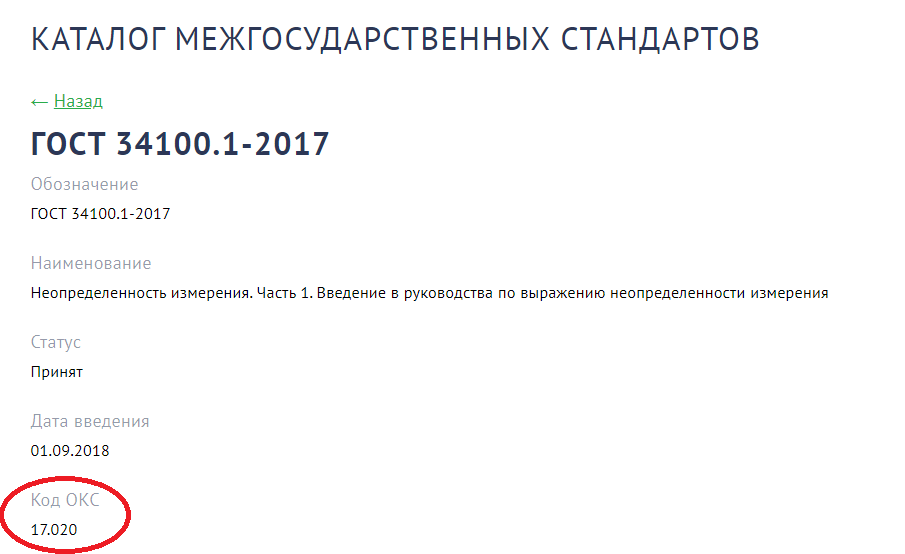 КАТАЛОГ МЕЖГОСУДАРСТВЕННЫХ СТАНДАРТОВ
← Назад
ГОСТ 34100.1-2017
Обозначение
ГОСТ 34100.1-2017
Наименование
Неопределенность измерения. Часть 1. Введение в руководства по выражению неопределенности измерения
Статус
Принят
Дата введения
01.09.2018
Код ОКС
17.020